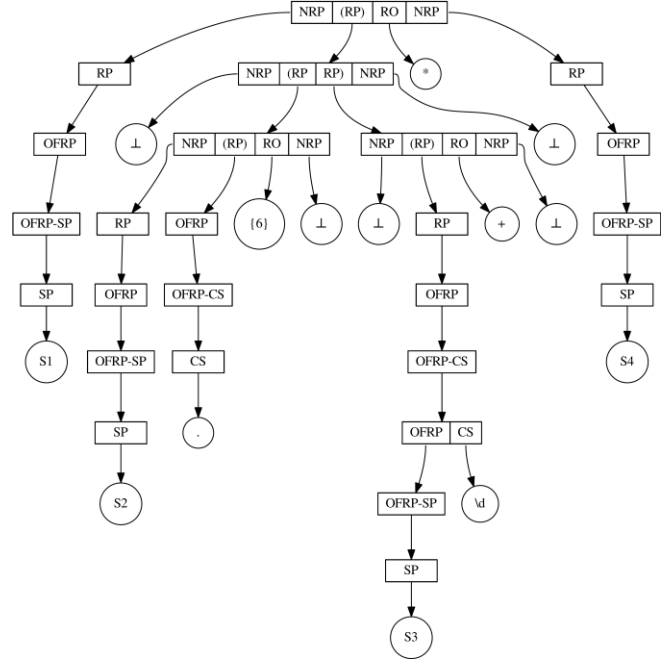 NRP (RP) RO NRP
RP NRP (RP RP) NRP * RP
OFRP ⊥ NRP (RP) RO NRP NRP (RP) RO NRP ⊥ OFRP
OFRP-SP RP OFRP {6} ⊥ ⊥ RP + ⊥ OFRP-SP
SP OFRP OFRP-CS OFRP SP
S1 OFRP-SP CS OFRP-CS S4
SP . OFRP CS
S2 OFRP-SP \d
SP
S3